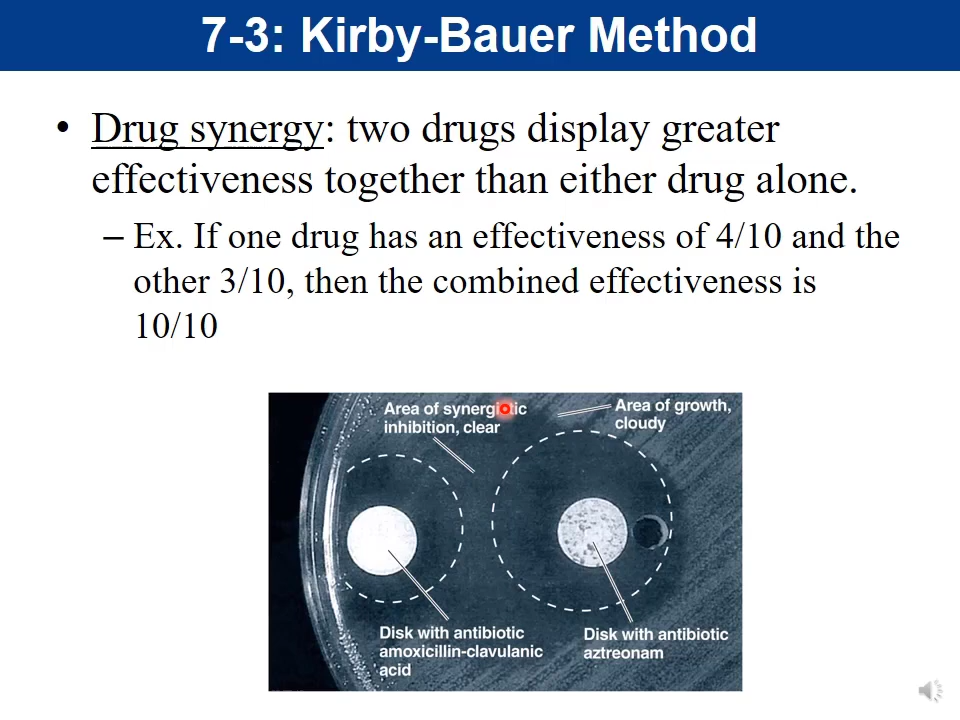 7-3: Kirby-Bauer Method
• Drug synergy: two drugs display greater
effectiveness together than either drug alone.
– Ex. If one drug has an effectiveness of 4/10 and the
other 3/10, then the combined effectiveness is
10/10
Area of synergistic
inhibition, clear
Area of growth,
cloudy
Disk with antibiotic
amoxicillin-clavulanic
acid
Disk with antibiotic
aztreonam